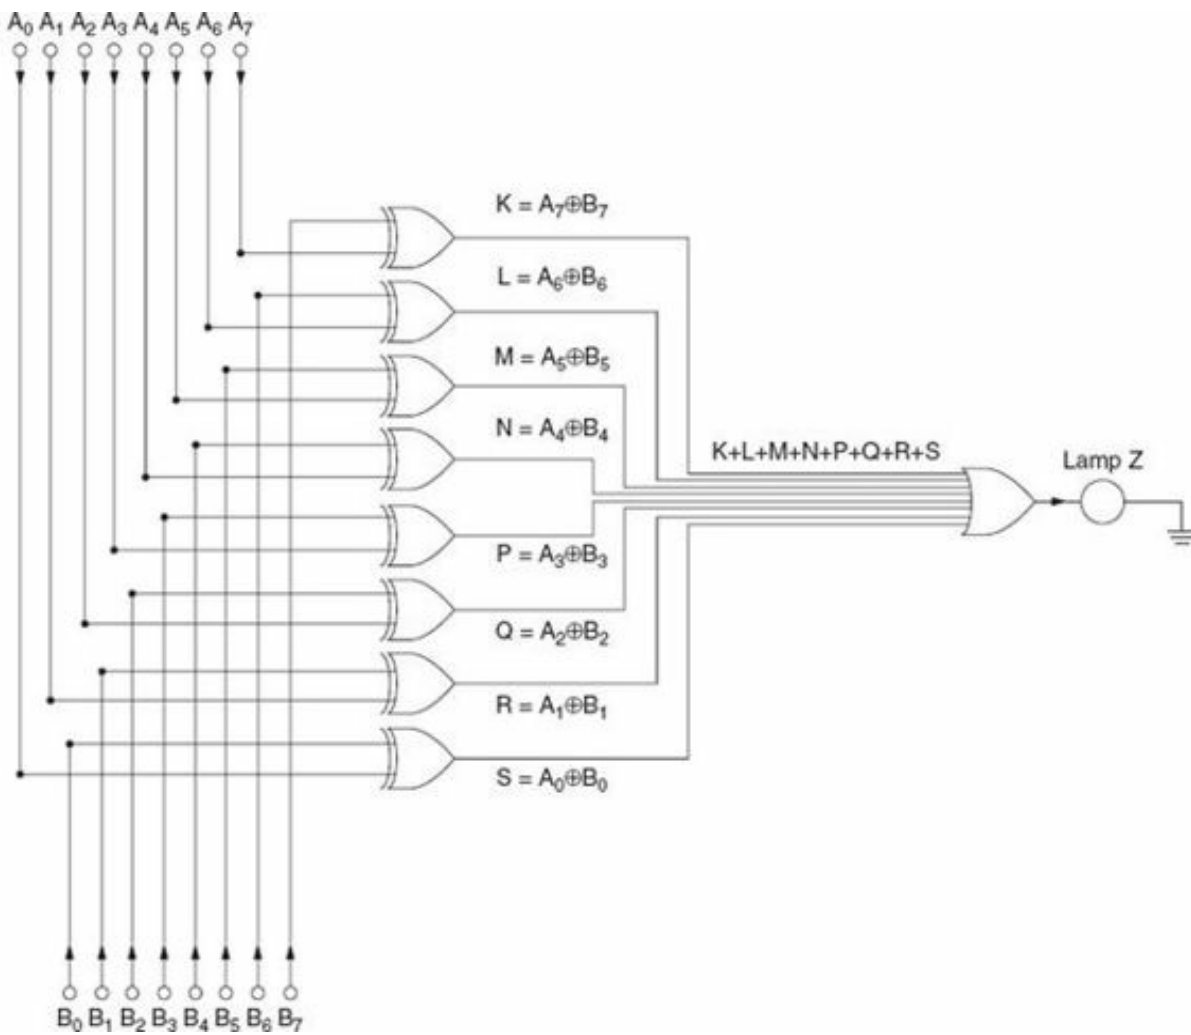 A₀ A₁ A₂ A₃ A₄ A₅ A₆ A₇
K = A₇⊕B₇
L = A₆⊕B₆
M = A₅⊕B₅
N = A₄⊕B₄
K+L+M+N+P+Q+R+S
Lamp Z
P = A₃⊕B₃
Q = A₂⊕B₂
R = A₁⊕B₁
S = A₀⊕B₀
B₀ B₁ B₂ B₃ B₄ B₅ B₆ B₇